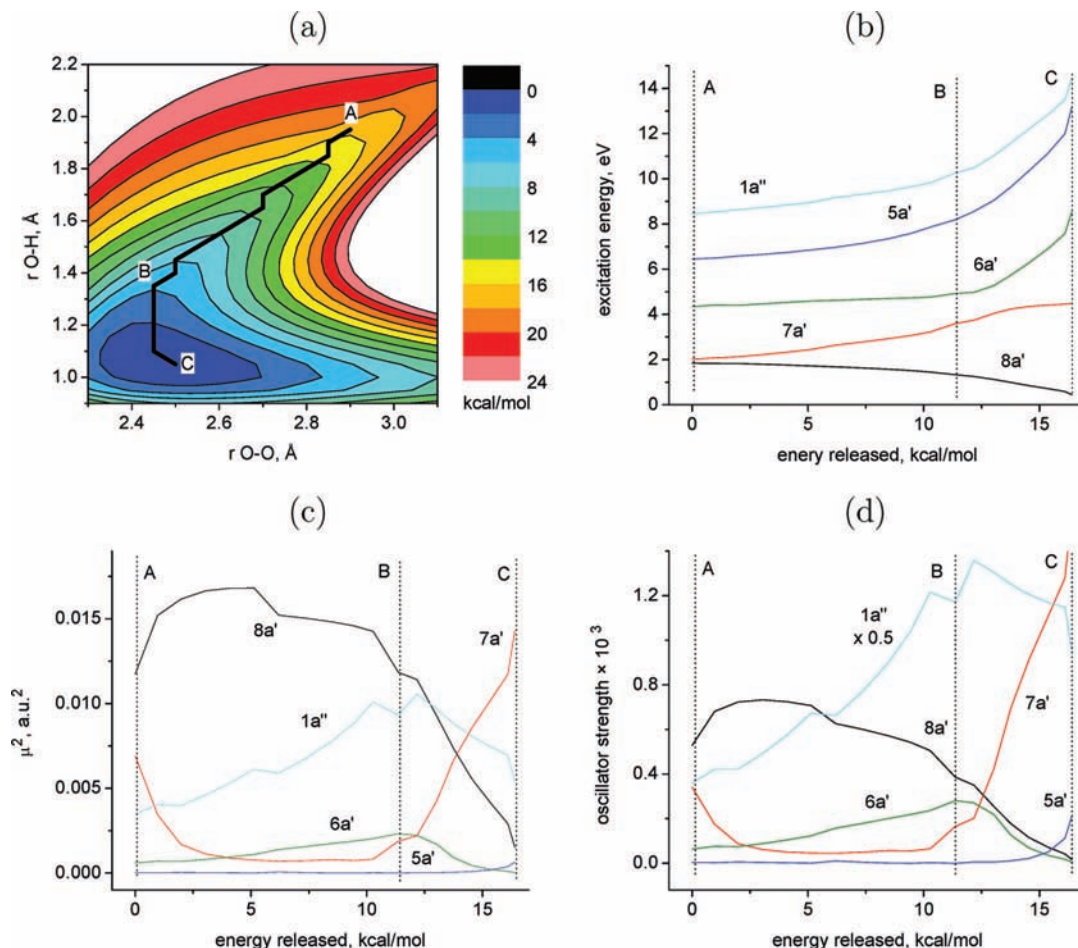 (a)
2.2
2.0
1.8
1.6
1.4
1.2
1.0
r O-H, Å
A
B
C
2.4 2.6 2.8 3.0
r O-O, Å
0
4
8
12
16
20
24
kcal/mol
(b)
14
12
10
8
6
4
2
0
excitation energy, eV
A
B
C
1a"
5a'
6a'
7a'
8a'
0 5 10 15
enery released, kcal/mol
(c)
0.015
0.010
0.005
0.000
μ², a.u.²
A
B
C
8a'
7a'
1a"
6a'
5a'
0 5 10 15
energy released, kcal/mol
(d)
1.2
0.8
0.4
0.0
oscillator strength × 10³
A
B
C
1a"
x 0.5
7a'
8a'
6a'
5a'
0 5 10 15
energy released, kcal/mol